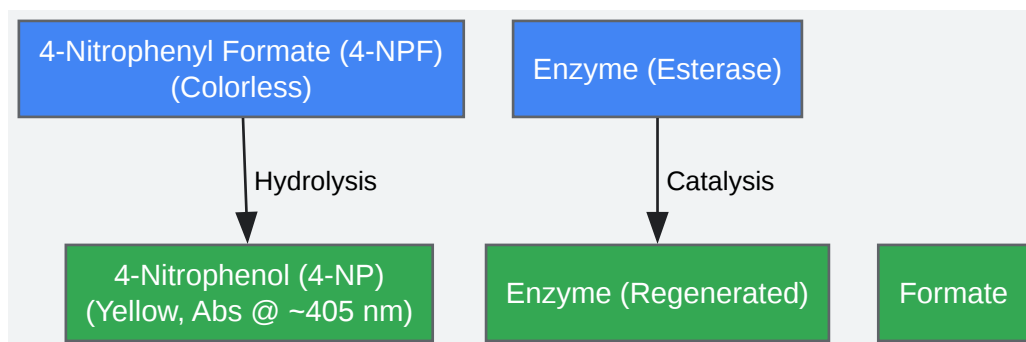 4-Nitrophenyl Formate (4-NPF)
(Colorless)
Enzyme (Esterase)
Hydrolysis
Catalysis
4-Nitrophenol (4-NP)
(Yellow, Abs @ ~405 nm)
Enzyme (Regenerated)
Formate